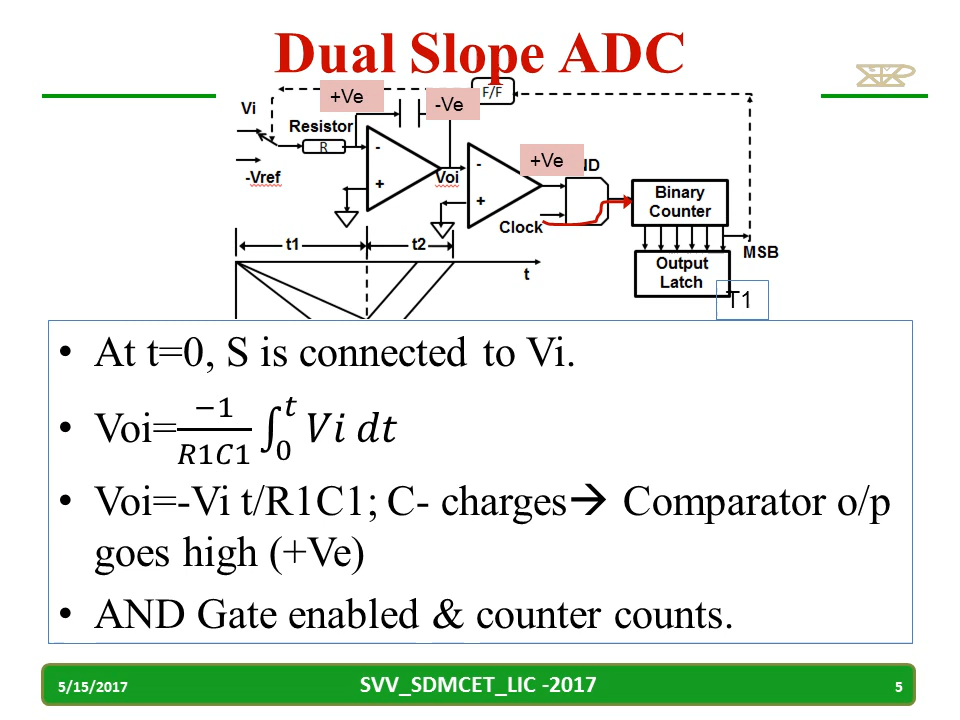 Dual Slope ADC
+Ve
-Ve
F/F
Vi
Resistor
R
-
+
-Vref
Voi
-
+
+Ve
ND
Clock
Binary
Counter
MSB
Output
Latch
T1
t1
t2
t
• At t=0, S is connected to Vi.
• Voi=−1/R1C1 ∫₀ᵗ Vi dt
• Voi=-Vi t/R1C1; C- charges→ Comparator o/p
goes high (+Ve)
• AND Gate enabled & counter counts.
5/15/2017
SVV_SDMCET_LIC -2017
5